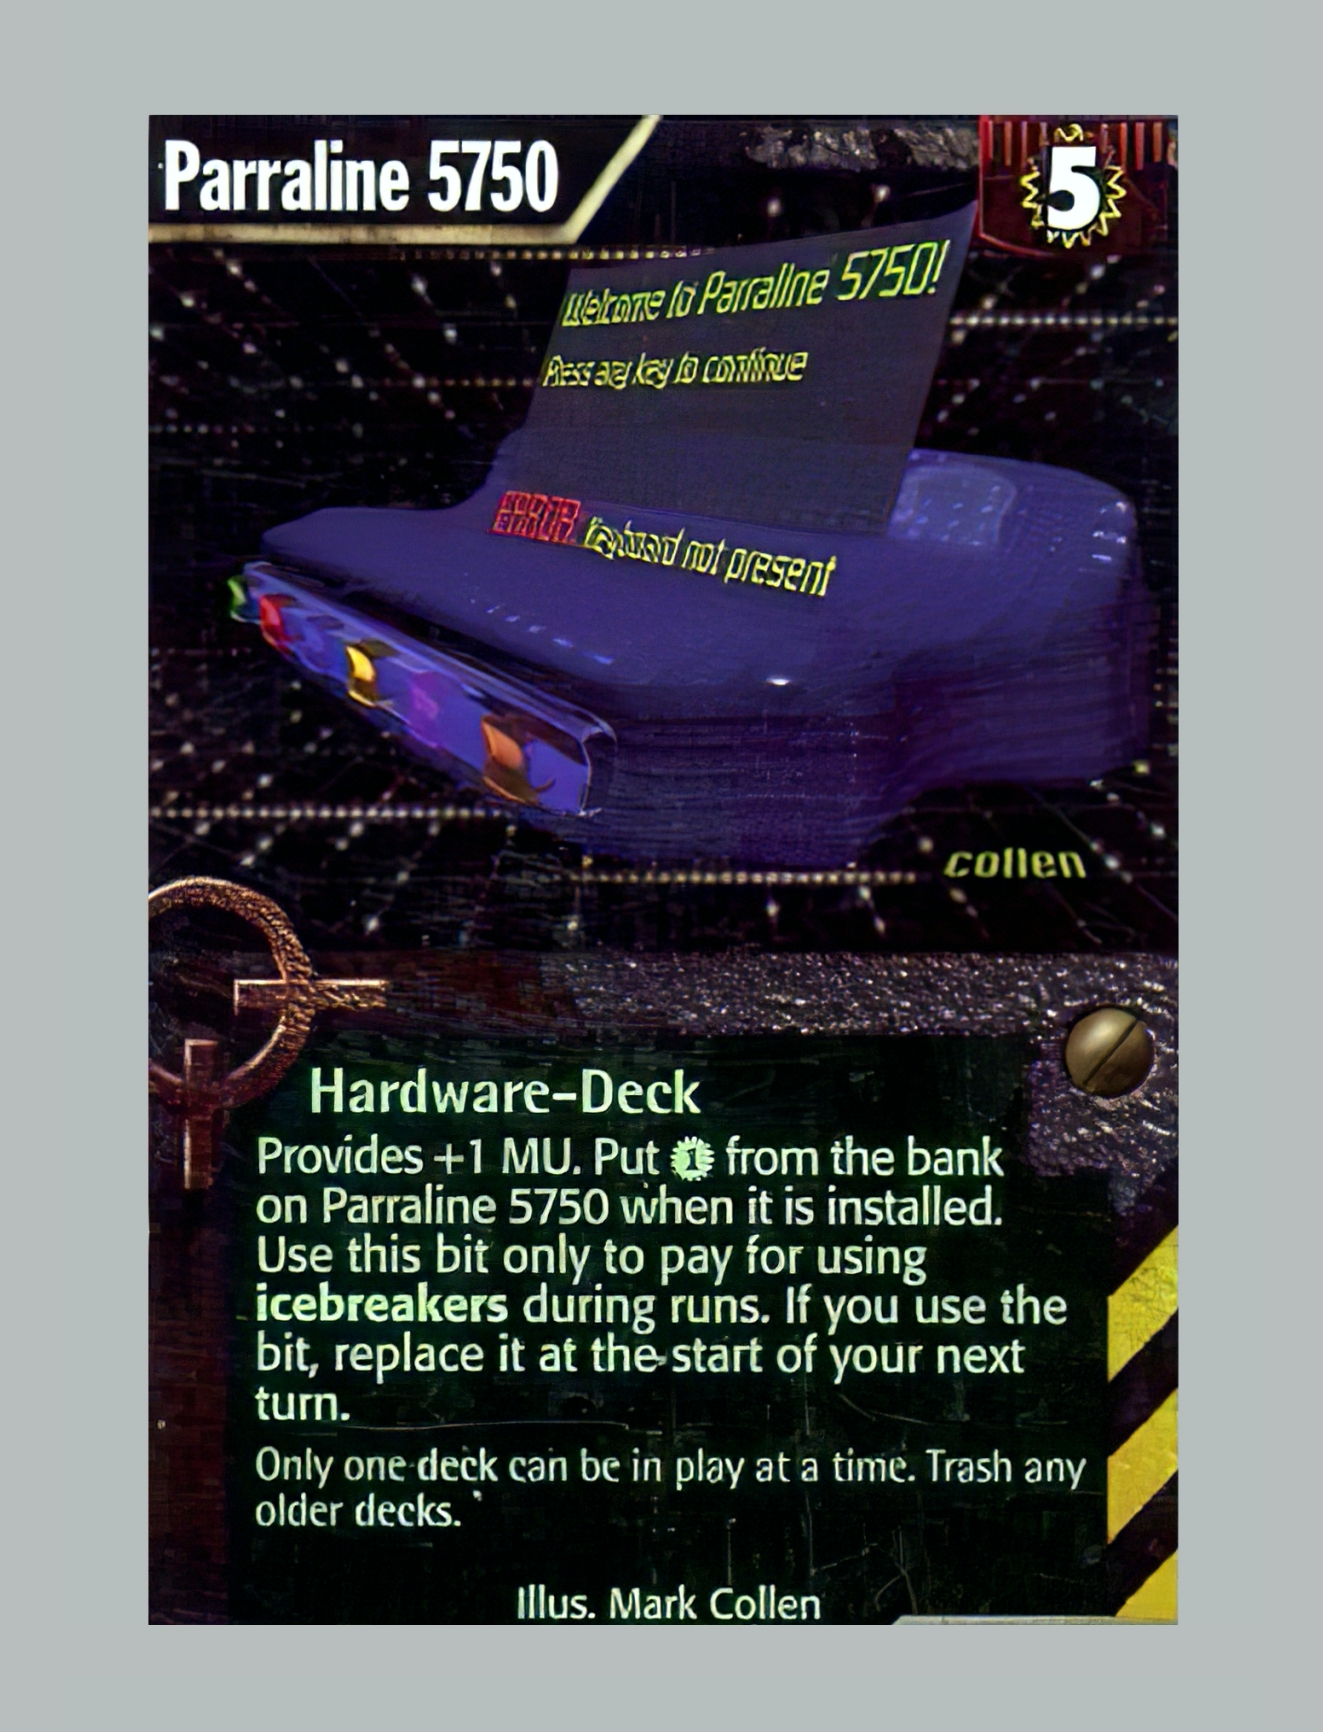 Parraline 5750
5
Welcome to Parraline 5750!
Press any key to continue
ERROR: Keyboard not present
collen
Hardware-Deck
Provides +1 MU. Put 1 from the bank
on Parraline 5750 when it is installed.
Use this bit only to pay for using
icebreakers during runs. If you use the
bit, replace it at the start of your next
turn.
Only one deck can be in play at a time. Trash any
older decks.
Illus. Mark Collen